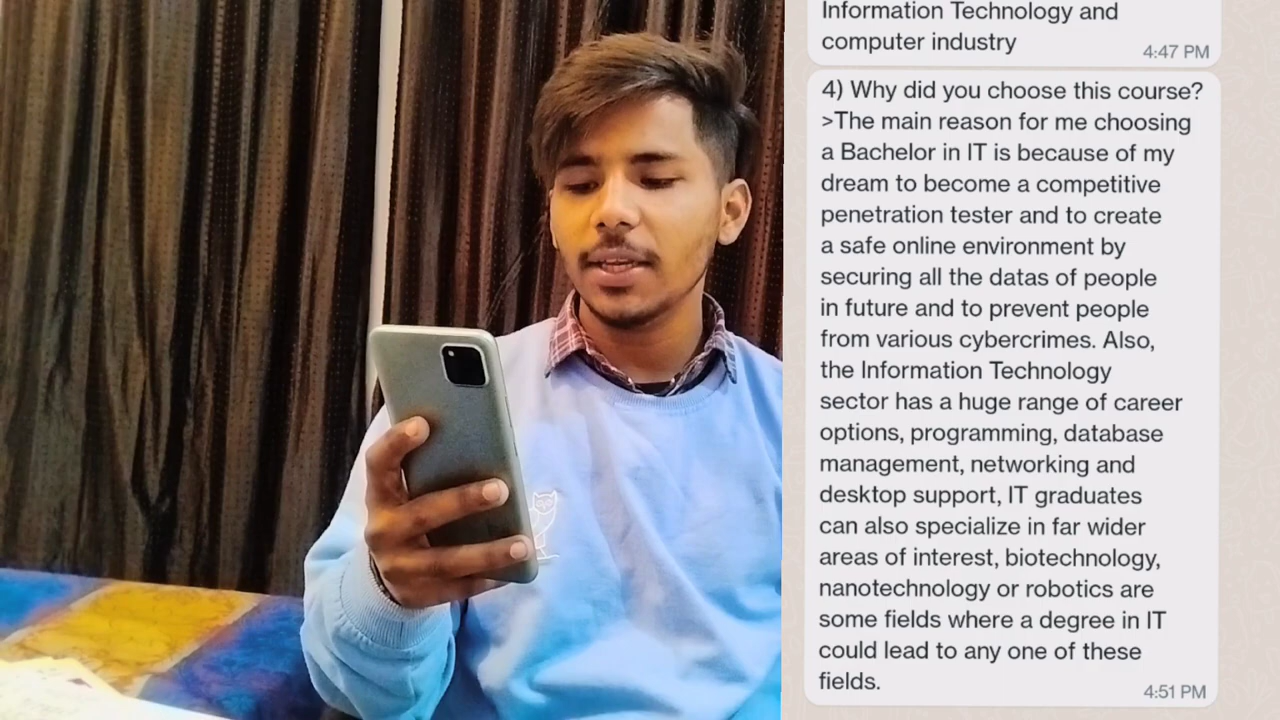 Information Technology and
computer industry
4:47 PM
4) Why did you choose this course?
>The main reason for me choosing
a Bachelor in IT is because of my
dream to become a competitive
penetration tester and to create
a safe online environment by
securing all the datas of people
in future and to prevent people
from various cybercrimes. Also,
the Information Technology
sector has a huge range of career
options, programming, database
management, networking and
desktop support, IT graduates
can also specialize in far wider
areas of interest, biotechnology,
nanotechnology or robotics are
some fields where a degree in IT
could lead to any one of these
fields.
4:51 PM